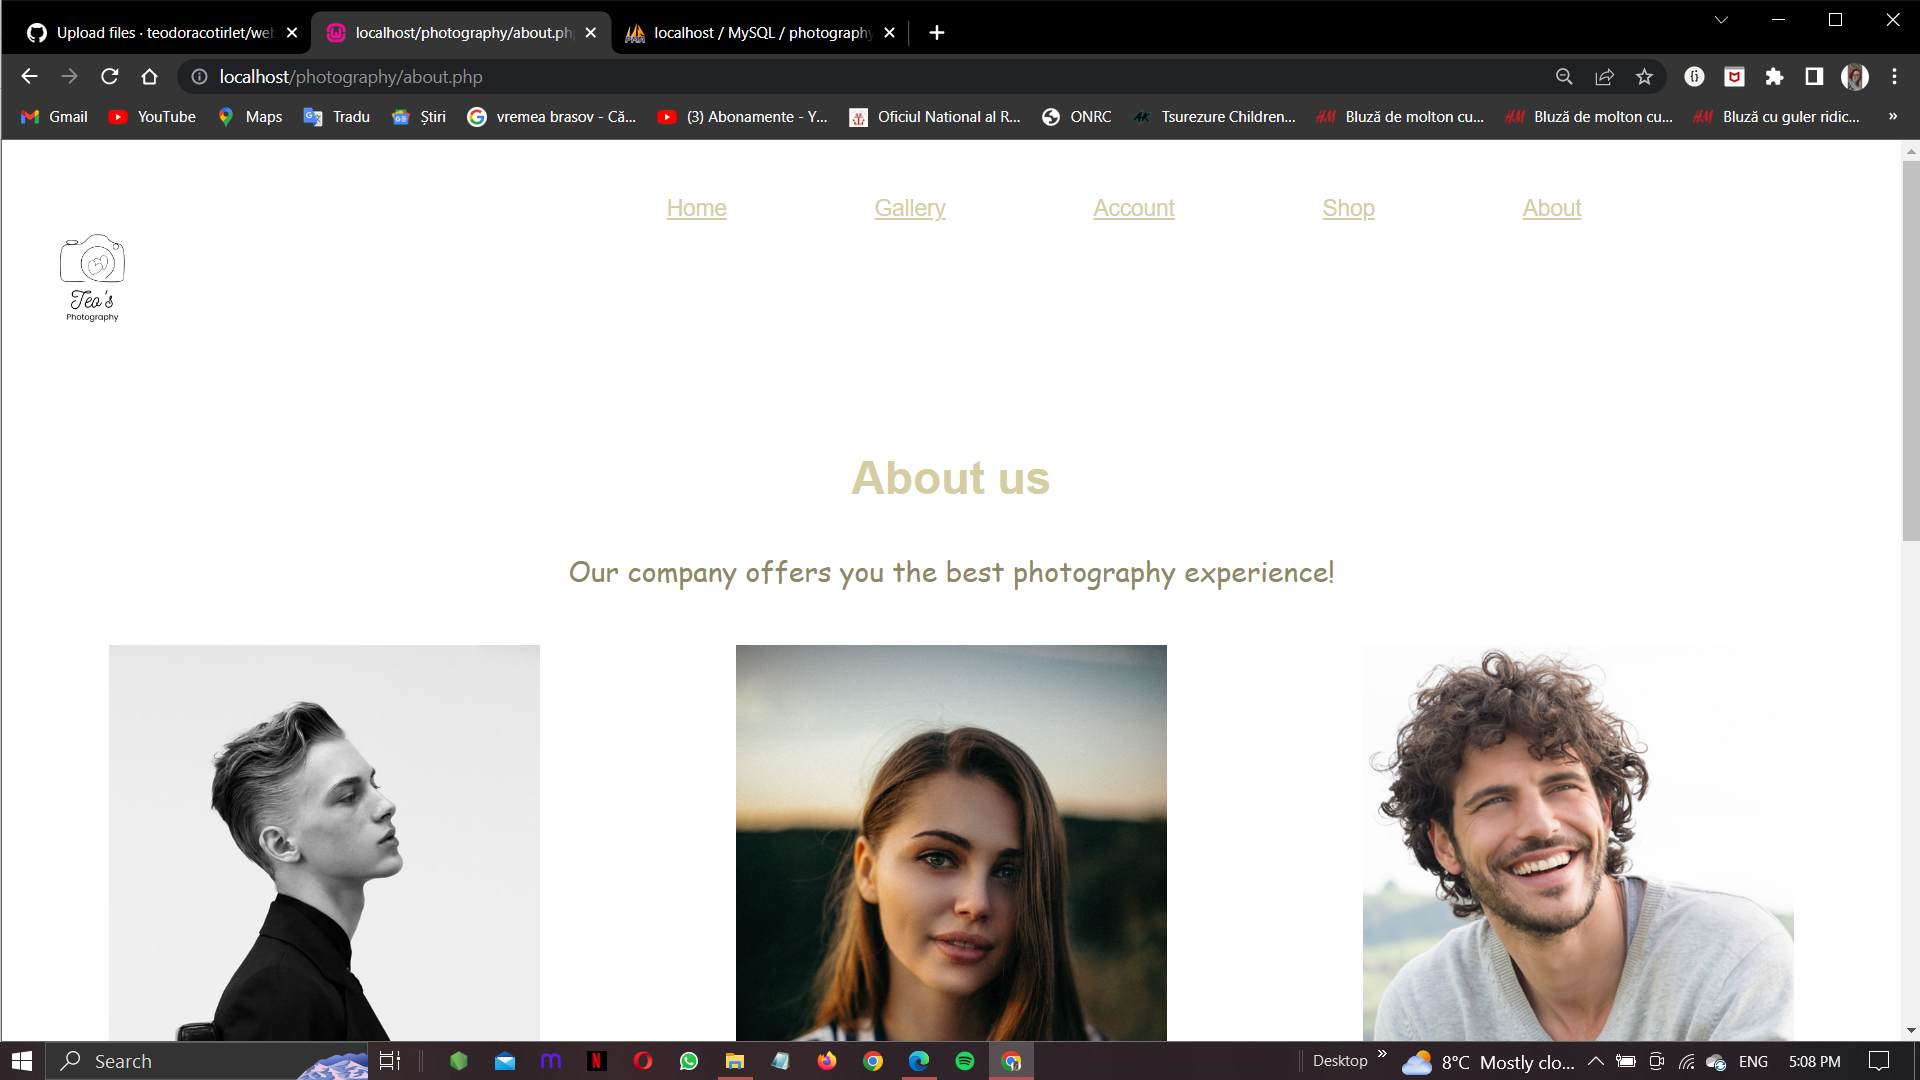 Upload files · teodoracotirlet/web
localhost/photography/about.php
localhost / MySQL / photography
localhost/photography/about.php
Gmail
YouTube
Maps
Tradu
Știri
vremea brasov - Că...
(3) Abonamente - Y...
Oficiul National al R...
ONRC
Tsurezure Children...
Bluză de molton cu...
Bluză de molton cu...
Bluză cu guler ridic...
»
Home
Gallery
Account
Shop
About
Teo's
Photography
About us
Our company offers you the best photography experience!
Search
Desktop
8°C Mostly clo...
ENG
5:08 PM